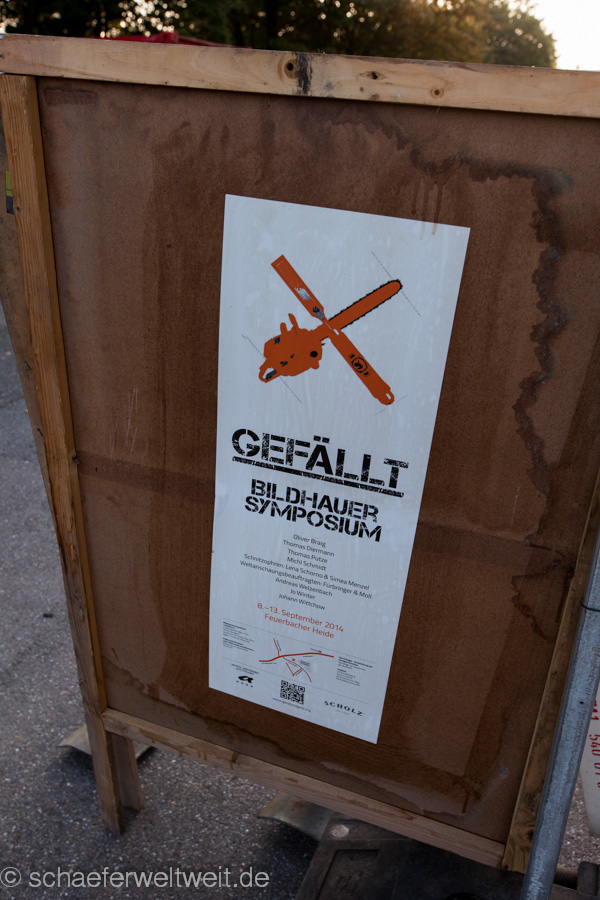 GEFÄLLT
BILDHAUER
SYMPOSIUM
Oliver Braig
Thomas Diermann
Thomas Putze
Michl Schmidt
Schnitzophren: Lena Schorno & Simea Menzel
Weltanschauungsbeauftragten: Fürbringer & Moll
Andreas Welzenbach
Jo Winter
Johann Wittchow
8.–13. September 2014
Feuerbacher Heide
SCHOLZ
© schaeferweltweit.de